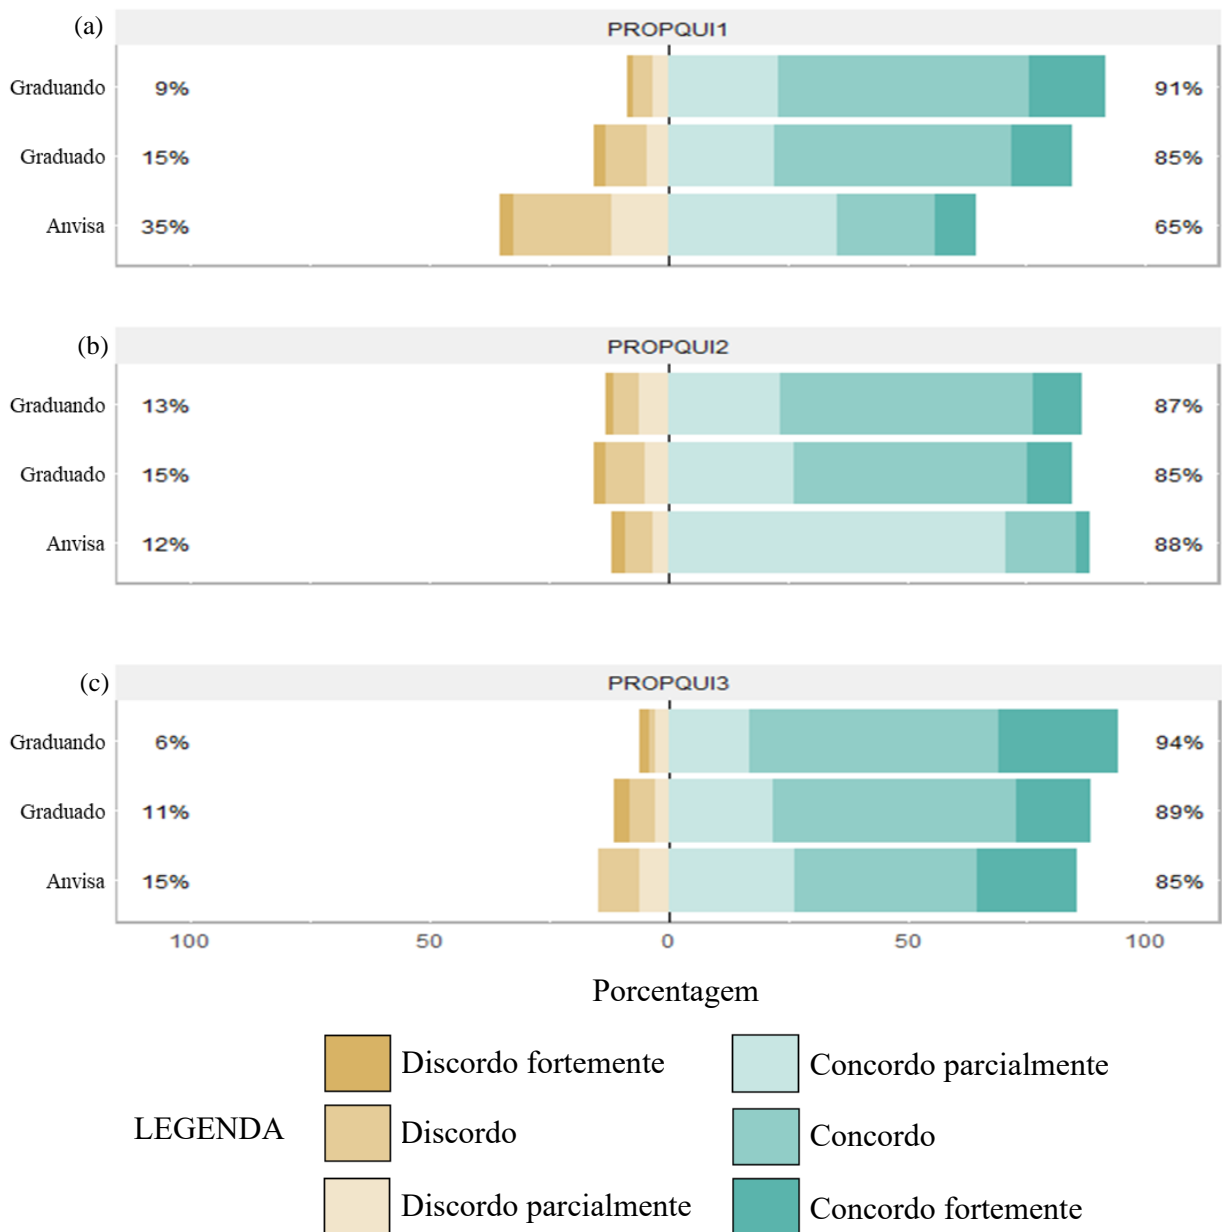 (a) PROPQUI1
Graduando 9% 91%
Graduado 15% 85%
Anvisa 35% 65%
(b) PROPQUI2
Graduando 13% 87%
Graduado 15% 85%
Anvisa 12% 88%
(c) PROPQUI3
Graduando 6% 94%
Graduado 11% 89%
Anvisa 15% 85%
100 50 0 50 100
Porcentagem
LEGENDA
Discordo fortemente
Discordo
Discordo parcialmente
Concordo parcialmente
Concordo
Concordo fortemente